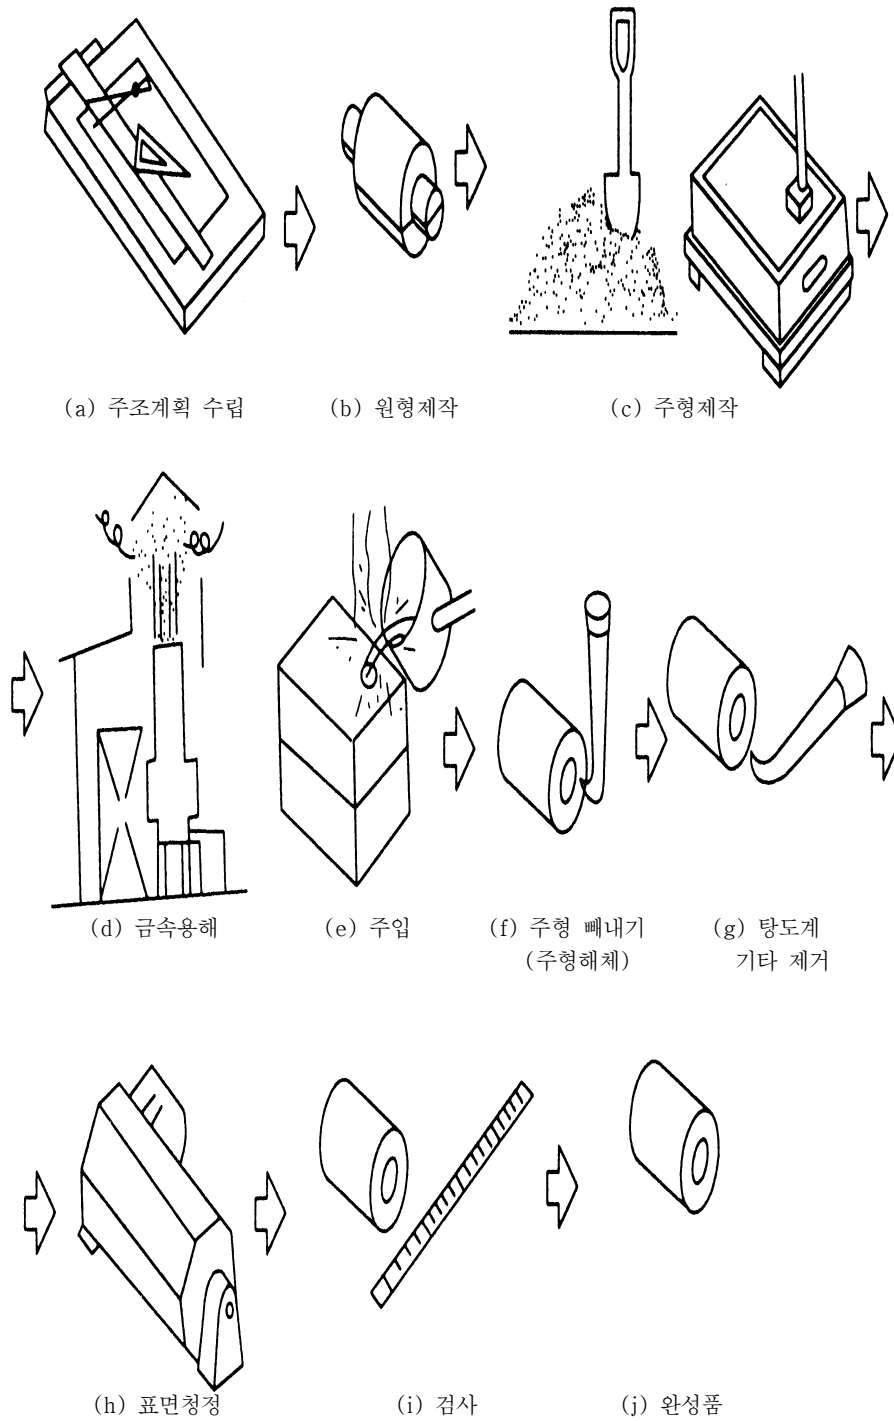 (a) 주조계획 수립
(b) 원형제작
(c) 주형제작
(d) 금속용해
(e) 주입
(f) 주형 빼내기
(주형해체)
(g) 탕도계
기타 제거
(h) 표면청정
(i) 검사
(j) 완성품